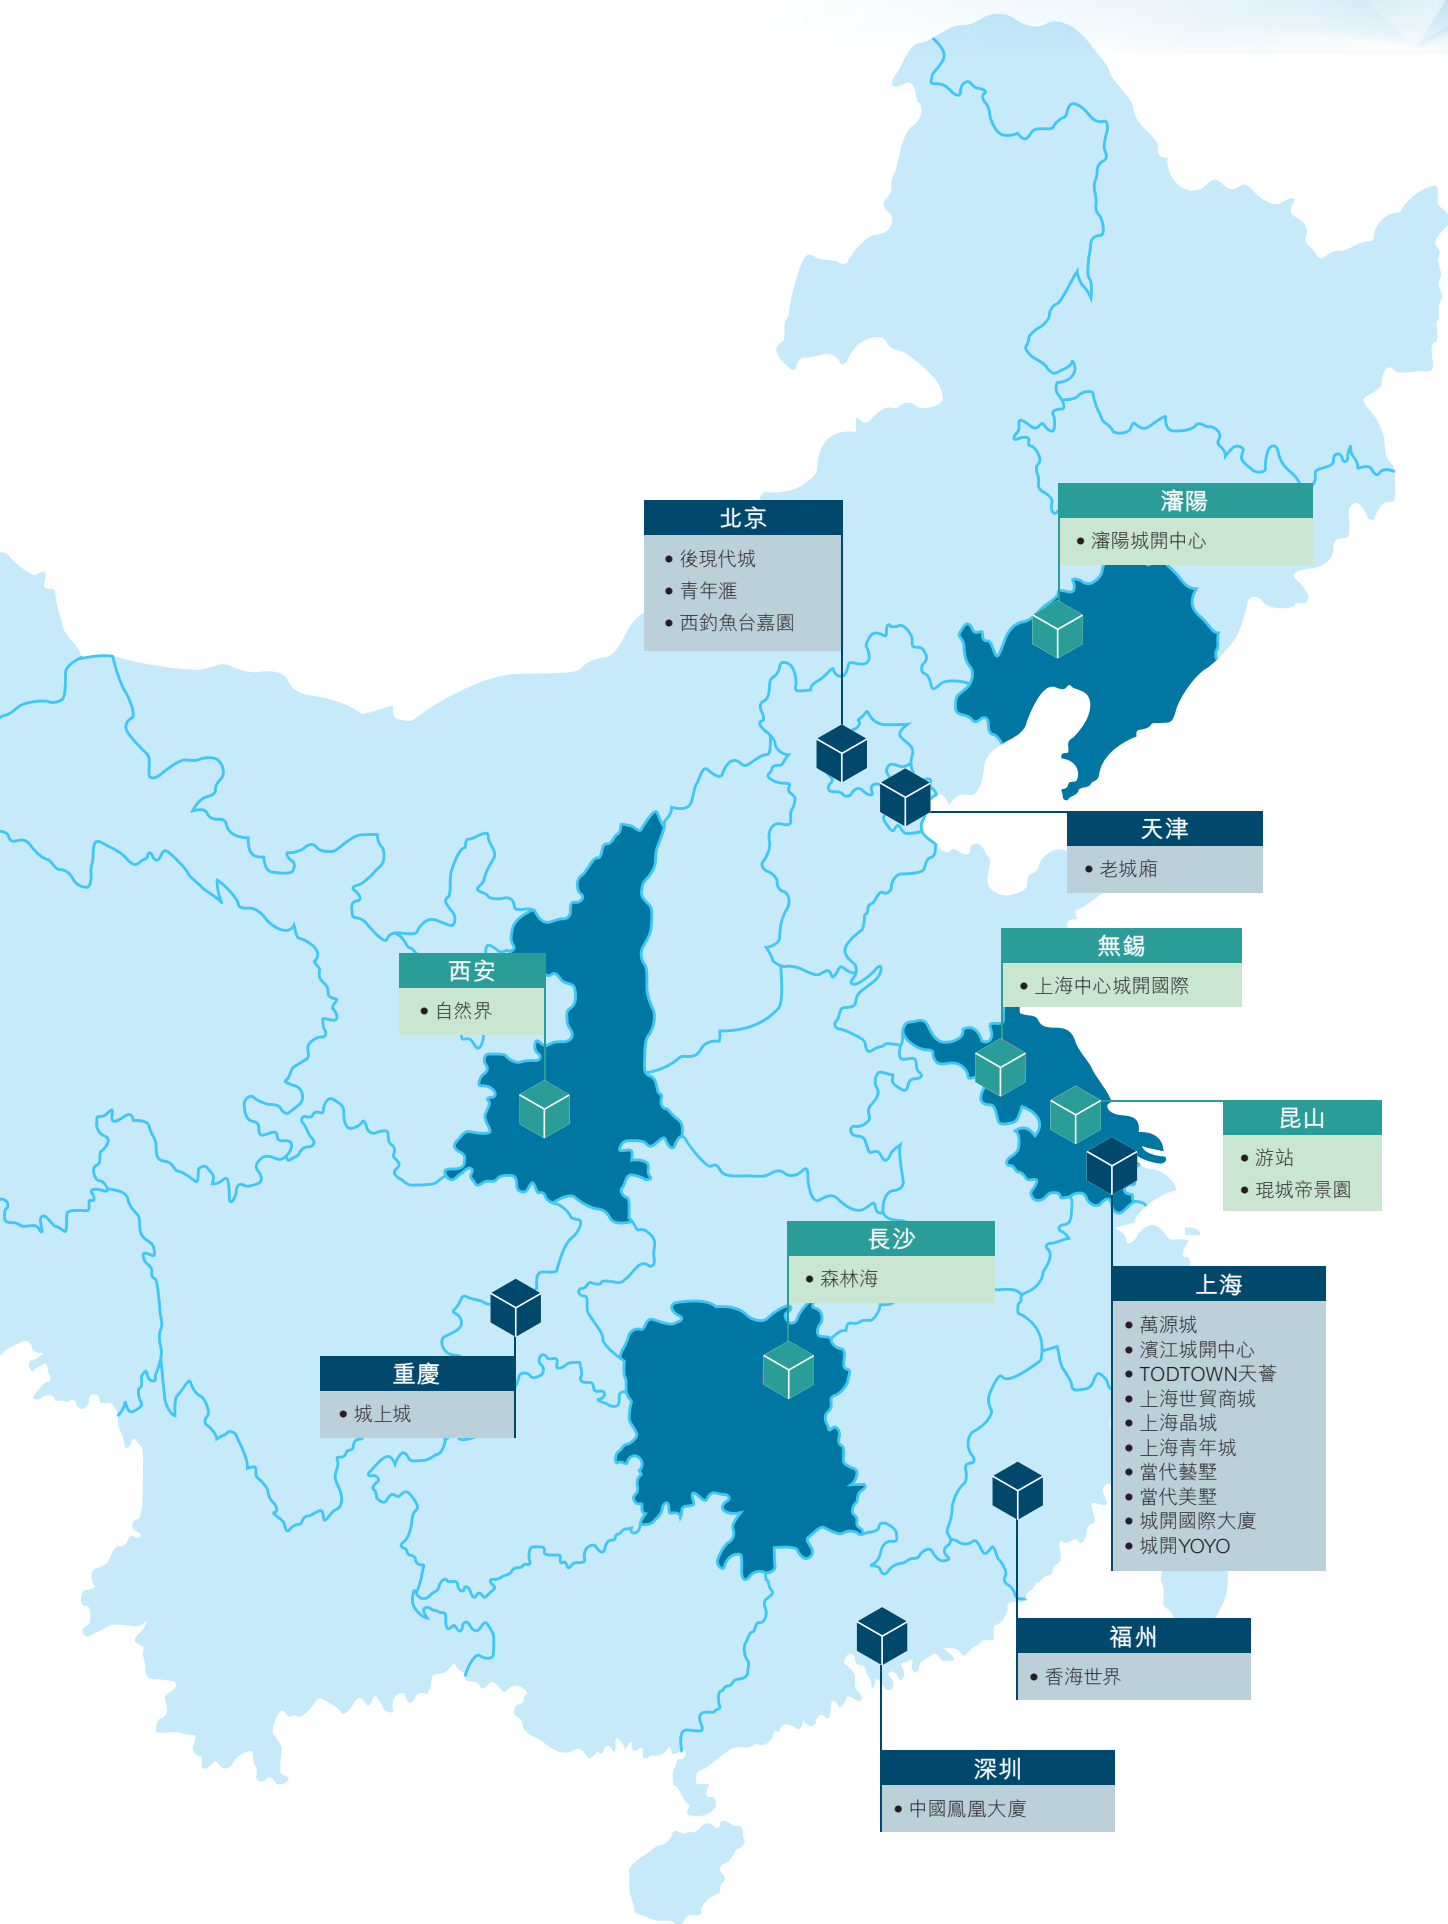 北京
• 後現代城
• 青年滙
• 西釣魚台嘉園
瀋陽
• 瀋陽城開中心
天津
• 老城廂
西安
• 自然界
無錫
• 上海中心城開國際
昆山
• 游站
• 琨城帝景園
長沙
• 森林海
上海
• 萬源城
• 濱江城開中心
• TODTOWN天薈
• 上海世貿商城
• 上海晶城
• 上海青年城
• 當代藝墅
• 當代美墅
• 城開國際大廈
• 城開YOYO
重慶
• 城上城
福州
• 香海世界
深圳
• 中國鳳凰大廈